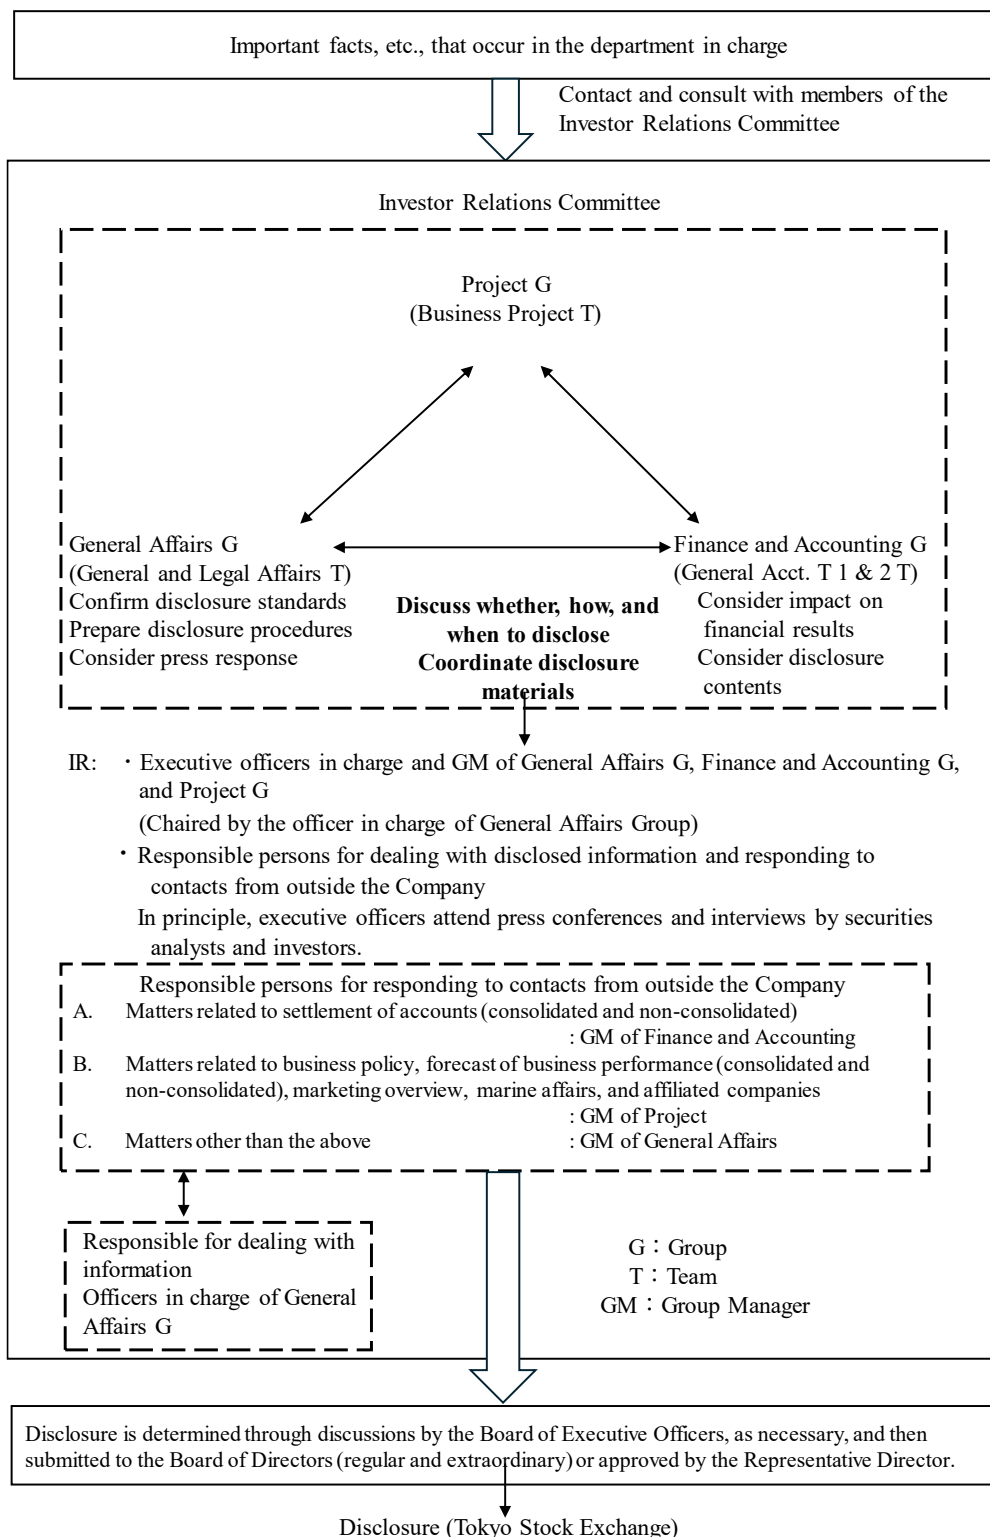 Important facts, etc., that occur in the department in charge
Contact and consult with members of the
Investor Relations Committee
Investor Relations Committee
Project G
(Business Project T)
General Affairs G
(General and Legal Affairs T)
Confirm disclosure standards
Prepare disclosure procedures
Consider press response
Discuss whether, how, and
when to disclose
Coordinate disclosure
materials
Finance and Accounting G
(General Acct. T 1 & 2 T)
Consider impact on
financial results
Consider disclosure
contents
IR: ・Executive officers in charge and GM of General Affairs G, Finance and Accounting G,
and Project G
(Chaired by the officer in charge of General Affairs Group)
・Responsible persons for dealing with disclosed information and responding to
contacts from outside the Company
In principle, executive officers attend press conferences and interviews by securities
analysts and investors.
Responsible persons for responding to contacts from outside the Company
A. Matters related to settlement of accounts (consolidated and non-consolidated)
: GM of Finance and Accounting
B. Matters related to business policy, forecast of business performance (consolidated and
non-consolidated), marketing overview, marine affairs, and affiliated companies
: GM of Project
C. Matters other than the above : GM of General Affairs
Responsible for dealing with
information
Officers in charge of General
Affairs G
G：Group
T：Team
GM：Group Manager
Disclosure is determined through discussions by the Board of Executive Officers, as necessary, and then
submitted to the Board of Directors (regular and extraordinary) or approved by the Representative Director.
Disclosure (Tokyo Stock Exchange)